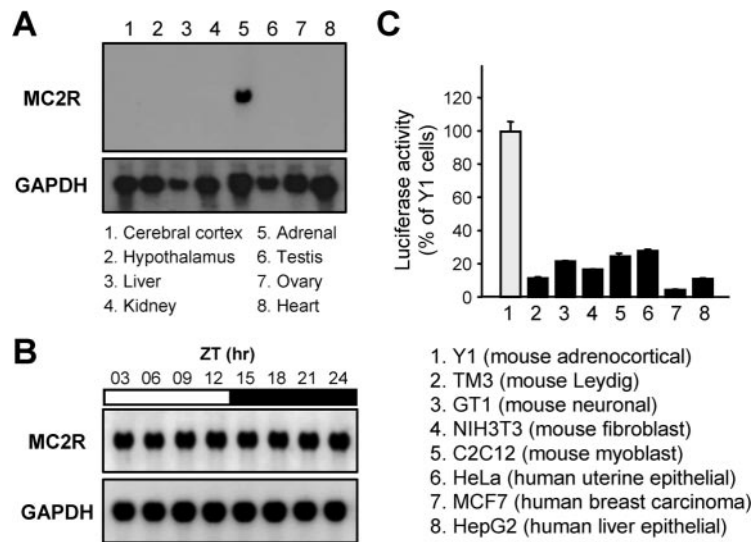 A
1 2 3 4 5 6 7 8
MC2R
GAPDH
1. Cerebral cortex 5. Adrenal
2. Hypothalamus 6. Testis
3. Liver 7. Ovary
4. Kidney 8. Heart
B
ZT (hr)
03 06 09 12 15 18 21 24
MC2R
GAPDH
C
Luciferase activity
(% of Y1 cells)
120
100
80
60
40
20
0
1 2 3 4 5 6 7 8
1. Y1 (mouse adrenocortical)
2. TM3 (mouse Leydig)
3. GT1 (mouse neuronal)
4. NIH3T3 (mouse fibroblast)
5. C2C12 (mouse myoblast)
6. HeLa (human uterine epithelial)
7. MCF7 (human breast carcinoma)
8. HepG2 (human liver epithelial)